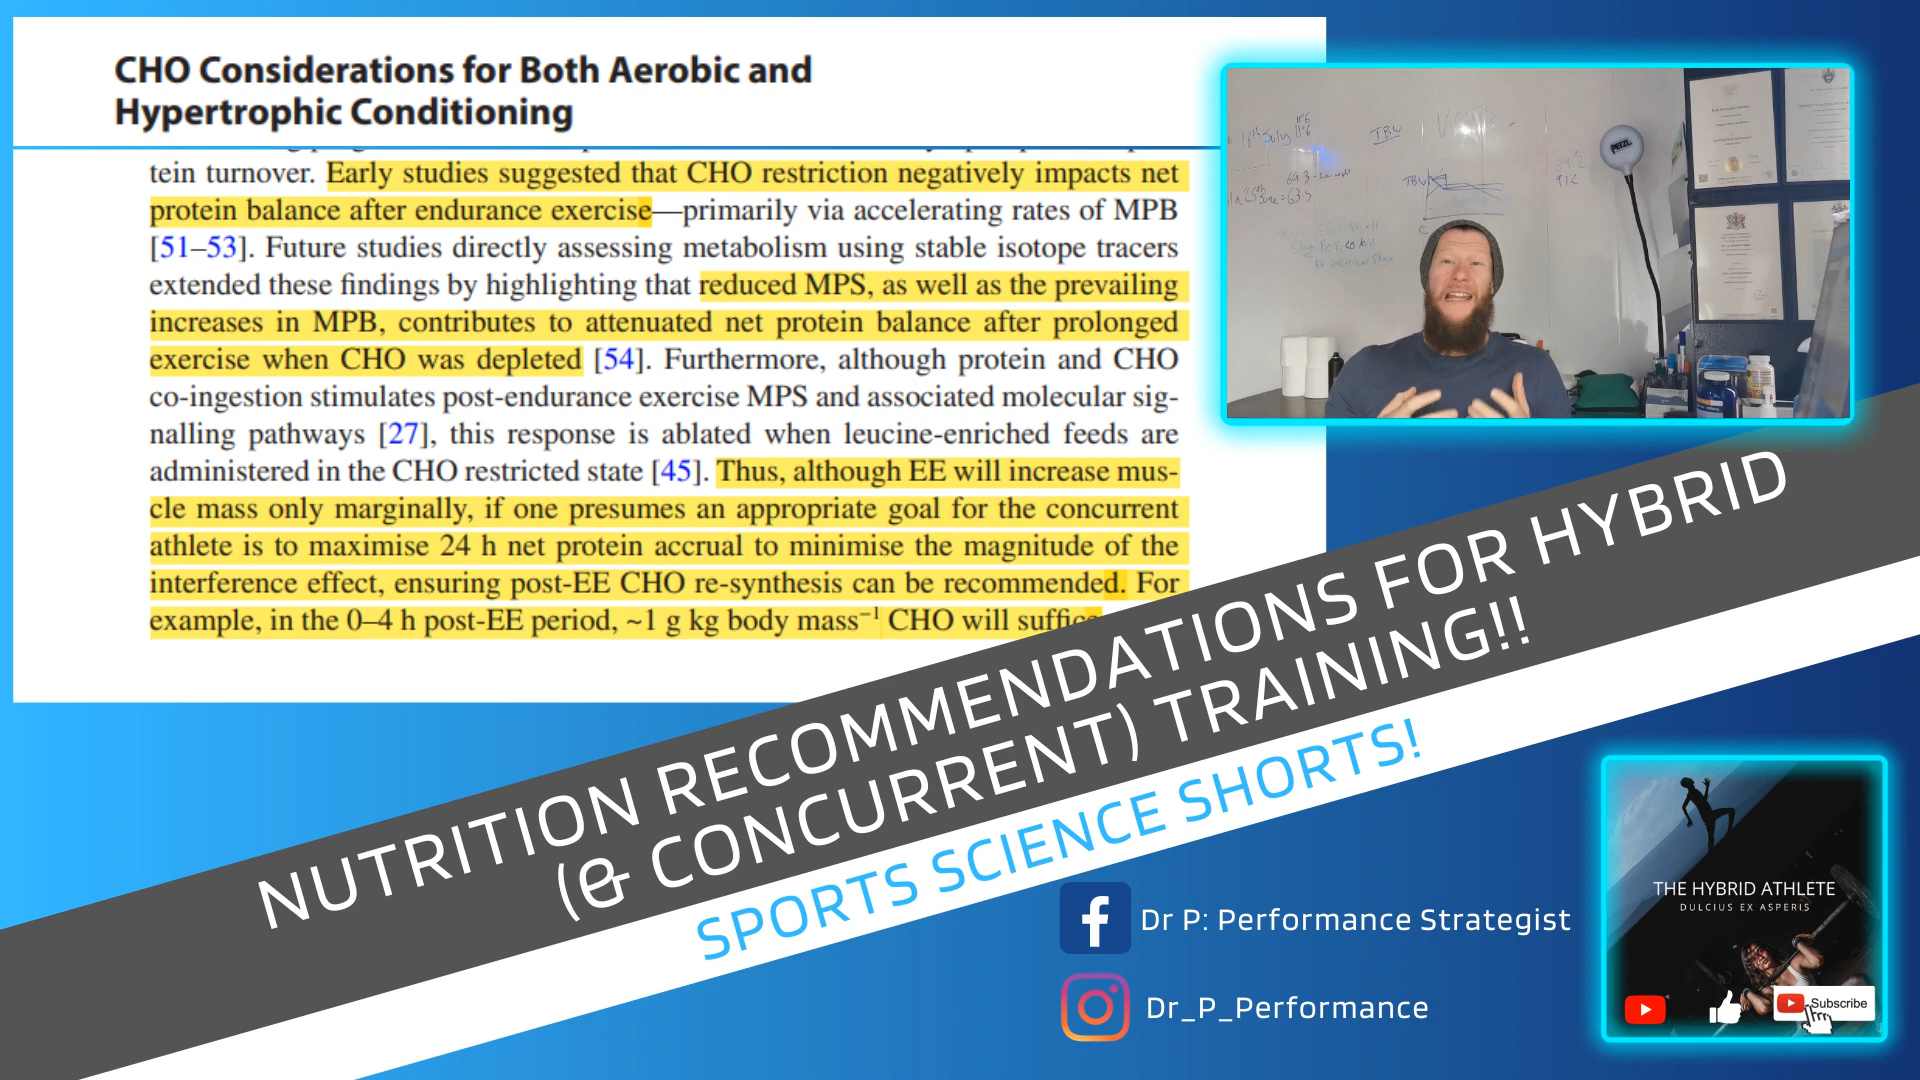 CHO Considerations for Both Aerobic and
Hypertrophic Conditioning
tein turnover. Early studies suggested that CHO restriction negatively impacts net
protein balance after endurance exercise—primarily via accelerating rates of MPB
[51–53]. Future studies directly assessing metabolism using stable isotope tracers
extended these findings by highlighting that reduced MPS, as well as the prevailing
increases in MPB, contributes to attenuated net protein balance after prolonged
exercise when CHO was depleted [54]. Furthermore, although protein and CHO
co-ingestion stimulates post-endurance exercise MPS and associated molecular sig-
nalling pathways [27], this response is ablated when leucine-enriched feeds are
administered in the CHO restricted state [45]. Thus, although EE will increase mus-
cle mass only marginally, if one presumes an appropriate goal for the concurrent
athlete is to maximise 24 h net protein accrual to minimise the magnitude of the
interference effect, ensuring post-EE CHO re-synthesis can be recommended. For
example, in the 0–4 h post-EE period, ~1 g kg body mass⁻¹ CHO will suffice
16th July
TBW
PETZL
TBW
NUTRITION RECOMMENDATIONS FOR HYBRID
(& CONCURRENT) TRAINING!!
SPORTS SCIENCE SHORTS!
Dr P: Performance Strategist
Dr_P_Performance
THE HYBRID ATHLETE
DULCIUS EX ASPERIS
Subscribe